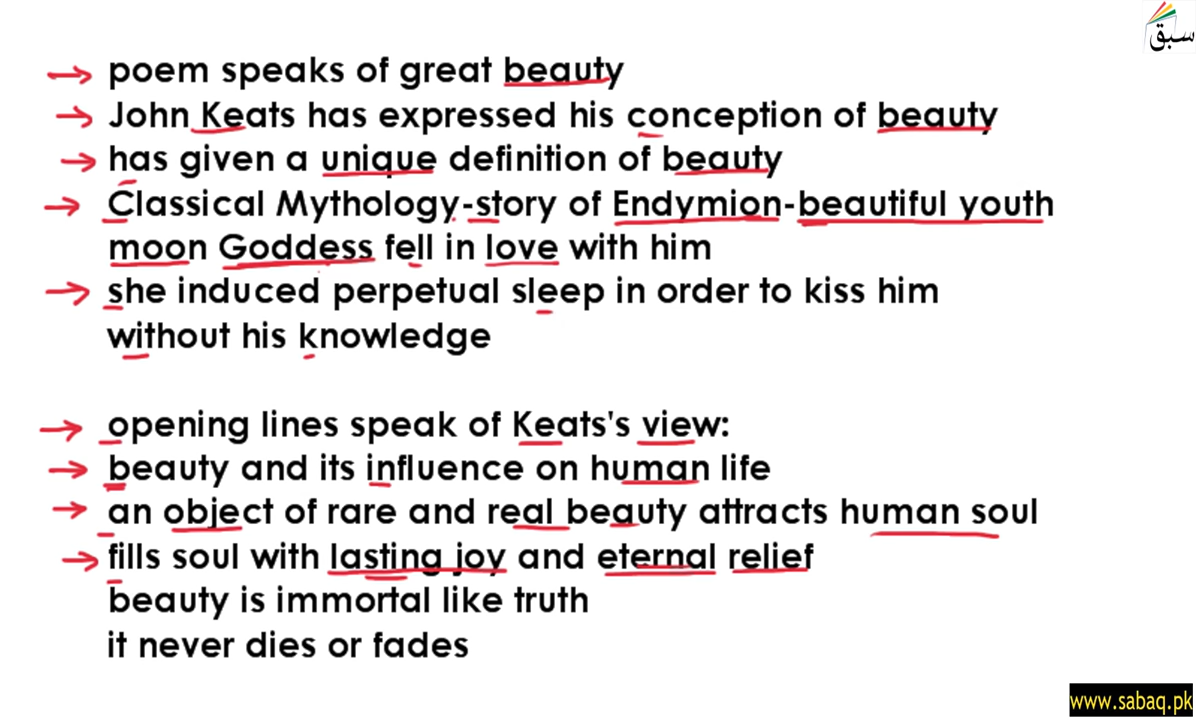 سبق
poem speaks of great beauty
John Keats has expressed his conception of beauty
has given a unique definition of beauty
Classical Mythology-story of Endymion-beautiful youth
moon Goddess fell in love with him
she induced perpetual sleep in order to kiss him
without his knowledge
opening lines speak of Keats's view:
beauty and its influence on human life
an object of rare and real beauty attracts human soul
fills soul with lasting joy and eternal relief
beauty is immortal like truth
it never dies or fades
www.sabaq.pk